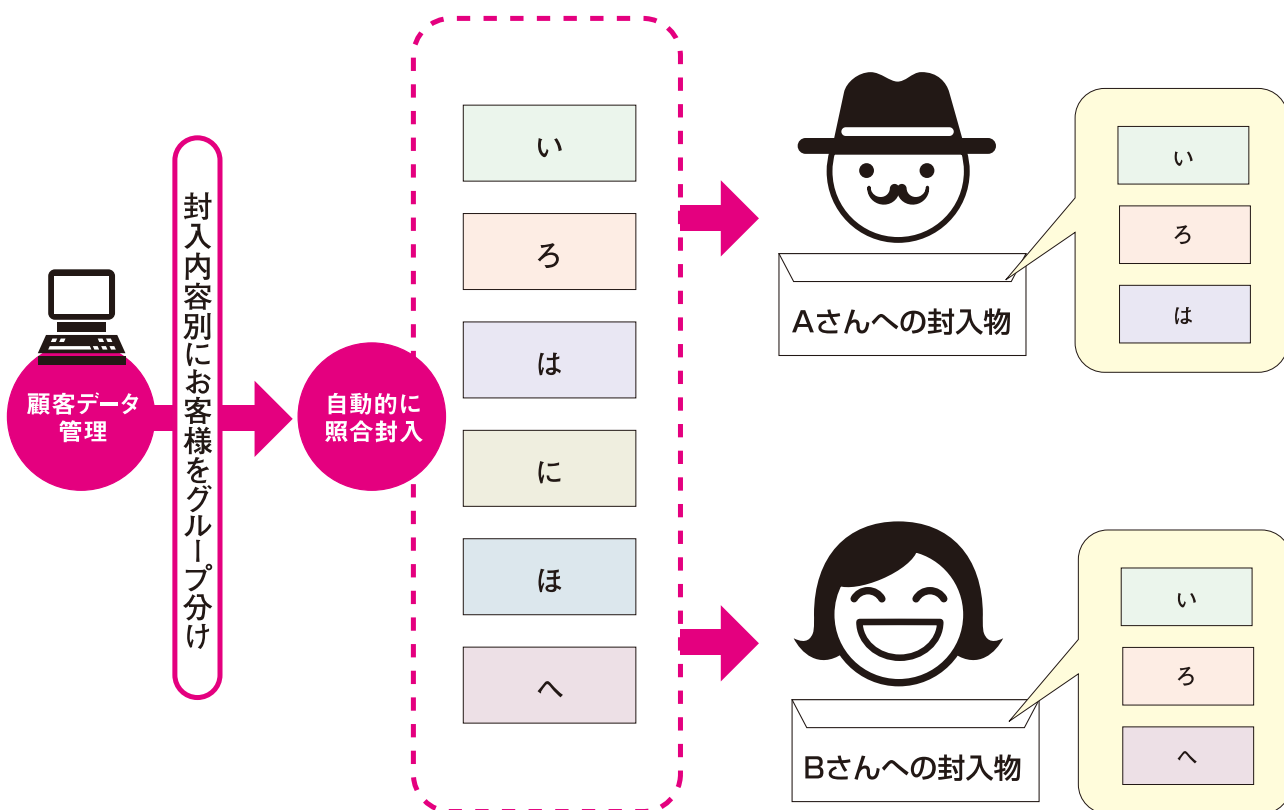 顧客データ
管理
封入内容別にお客様をグループ分け
自動的に
照合封入
い
ろ
は
に
ほ
へ
Aさんへの封入物
い
ろ
は
Bさんへの封入物
い
ろ
へ